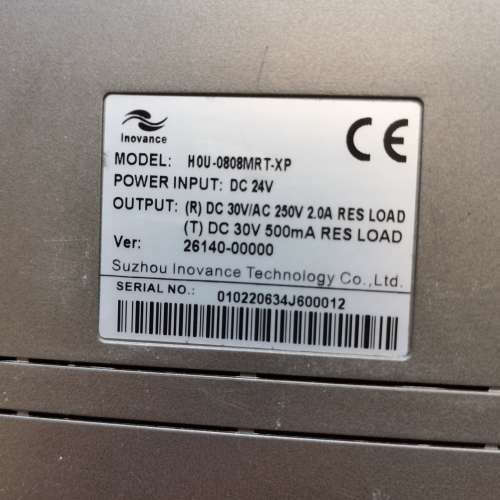 inovance
CE
MODEL: H0U-0808MRT-XP
POWER INPUT: DC 24V
OUTPUT: (R) DC 30V/AC 250V 2.0A RES LOAD
(T) DC 30V 500mA RES LOAD
Ver: 26140-00000
Suzhou Inovance Technology Co.,Ltd.
SERIAL NO.: 010220634J600012